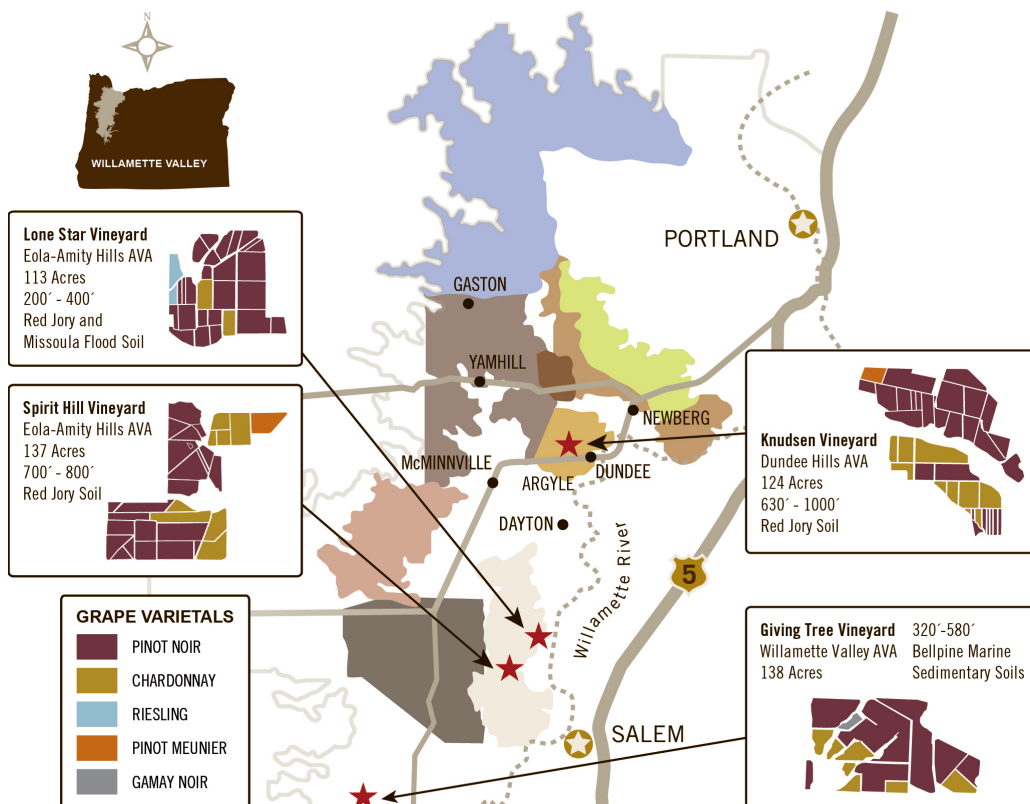 N
WILLAMETTE VALLEY
Lone Star Vineyard
Eola-Amity Hills AVA
113 Acres
200´ - 400´
Red Jory and
Missoula Flood Soil
Spirit Hill Vineyard
Eola-Amity Hills AVA
137 Acres
700´ - 800´
Red Jory Soil
GRAPE VARIETALS
PINOT NOIR
CHARDONNAY
RIESLING
PINOT MEUNIER
GAMAY NOIR
PORTLAND
GASTON
YAMHILL
NEWBERG
McMINNVILLE
ARGYLE
DUNDEE
DAYTON
Willamette River
5
SALEM
Knudsen Vineyard
Dundee Hills AVA
124 Acres
630´ - 1000´
Red Jory Soil
Giving Tree Vineyard
Willamette Valley AVA
138 Acres
320´-580´
Bellpine Marine
Sedimentary Soils